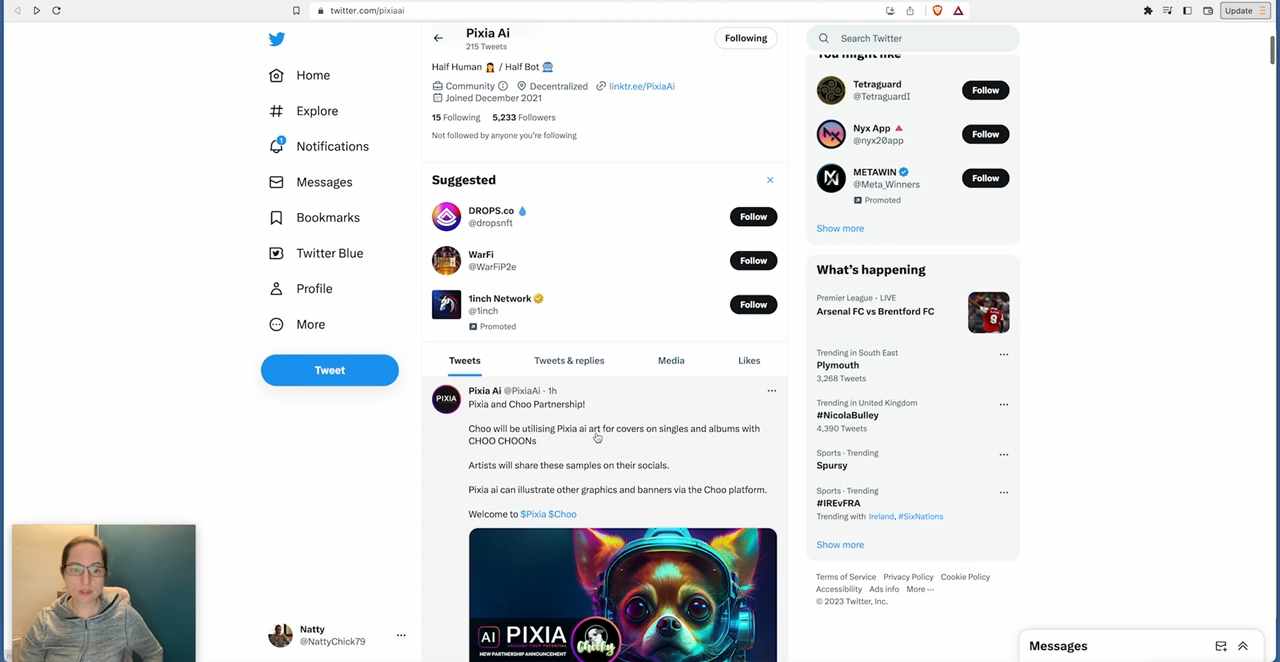 twitter.com/pixiaai
Update
Home
Explore
1
Notifications
Messages
Bookmarks
Twitter Blue
Profile
More
Tweet
Natty
@NattyChick79
Pixia Ai
215 Tweets
Following
Half Human / Half Bot
Community Decentralized linktr.ee/PixiaAi
Joined December 2021
15 Following 5,233 Followers
Not followed by anyone you're following
Suggested
DROPS.co
@dropsnft
Follow
WarFi
@WarFiP2e
Follow
1inch Network
@1inch
Promoted
Follow
Tweets Tweets & replies Media Likes
PIXIA
Pixia Ai @PixiaAi · 1h
Pixia and Choo Partnership!
Choo will be utilising Pixia ai art for covers on singles and albums with
CHOO CHOONs
Artists will share these samples on their socials.
Pixia ai can illustrate other graphics and banners via the Choo platform.
Welcome to $Pixia $Choo
AI PIXIA
NEW PARTNERSHIP ANNOUNCEMENT
Cheeky
Search Twitter
You might like
Tetraguard
@TetraguardI
Follow
Nyx App
@nyx20app
Follow
METAWIN
@Meta_Winners
Promoted
Follow
Show more
What's happening
Premier League · LIVE
Arsenal FC vs Brentford FC
Trending in South East
Plymouth
3,268 Tweets
Trending in United Kingdom
#NicolaBulley
4,390 Tweets
Sports · Trending
Spursy
Sports · Trending
#IREvFRA
Trending with Ireland, #SixNations
Show more
Terms of Service Privacy Policy Cookie Policy
Accessibility Ads info More ···
© 2023 Twitter, Inc.
Messages